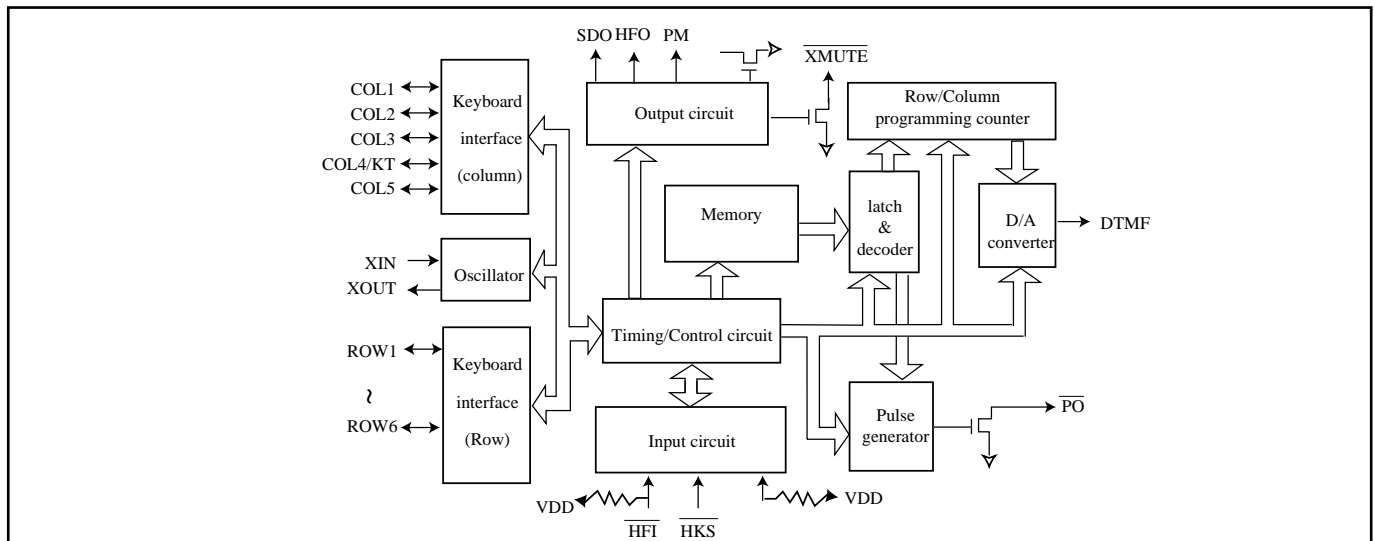 SDO HFO PM
XMUTE
COL1
COL2
COL3
COL4/KT
COL5
Keyboard
interface
(column)
Output circuit
Row/Column
programming counter
Memory
latch
&
decoder
D/A
converter
DTMF
XIN
XOUT
Oscillator
Timing/Control circuit
ROW1
~
ROW6
Keyboard
interface
(Row)
Input circuit
Pulse
generator
PO
VDD
VDD
HFI
HKS